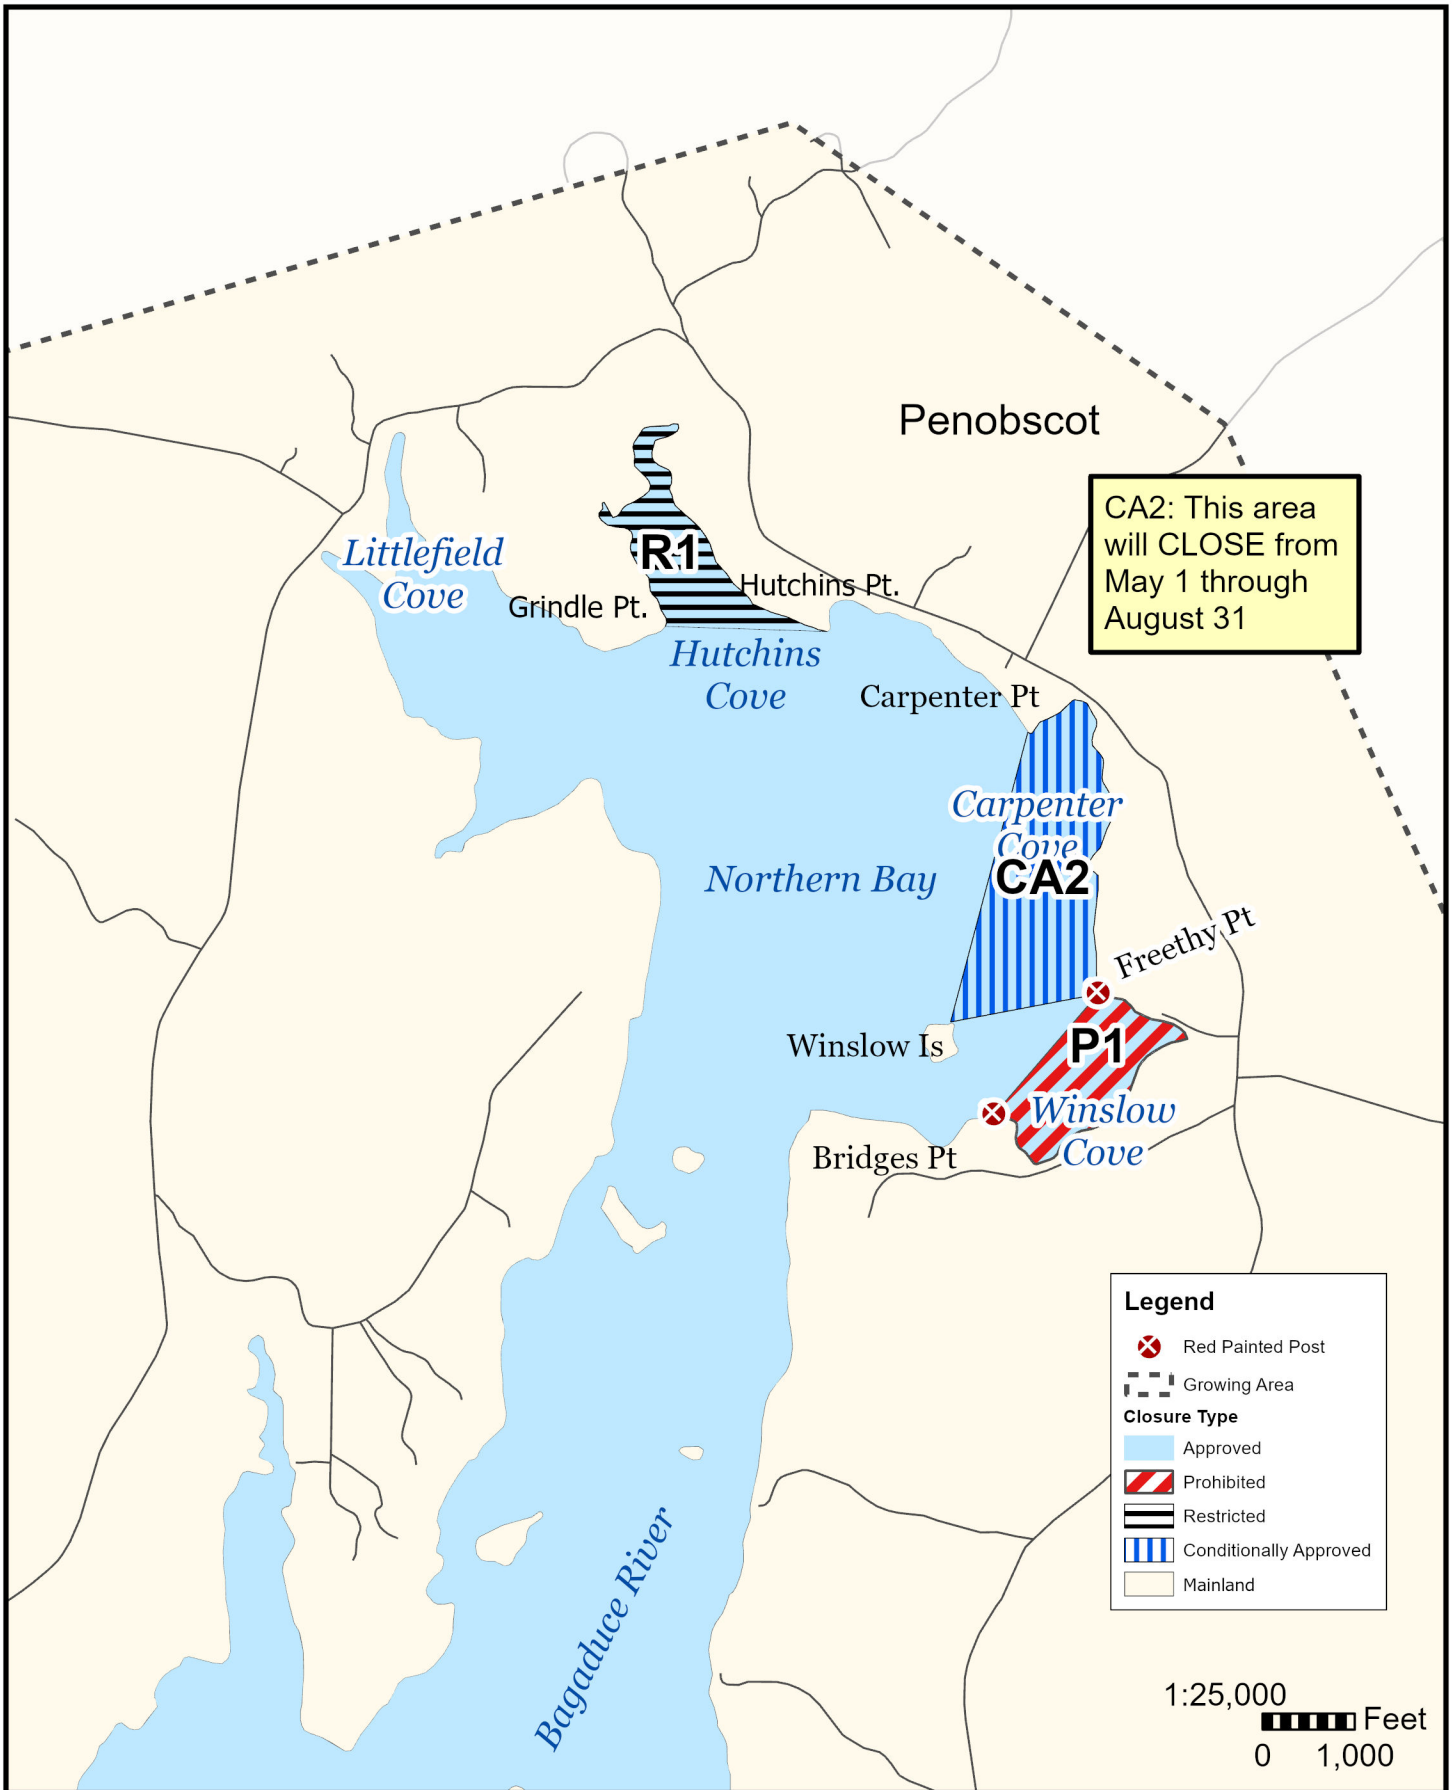 Penobscot
CA2: This area
will CLOSE from
May 1 through
August 31
Littlefield
Cove
R1
Hutchins Pt.
Grindle Pt.
Hutchins
Cove
Carpenter Pt
Carpenter
Cove
CA2
Northern Bay
Freethy Pt
Winslow Is
P1
Winslow
Cove
Bridges Pt
Bagaduce River
Legend
Red Painted Post
Growing Area
Closure Type
Approved
Prohibited
Restricted
Conditionally Approved
Mainland
1:25,000
Feet
0 1,000